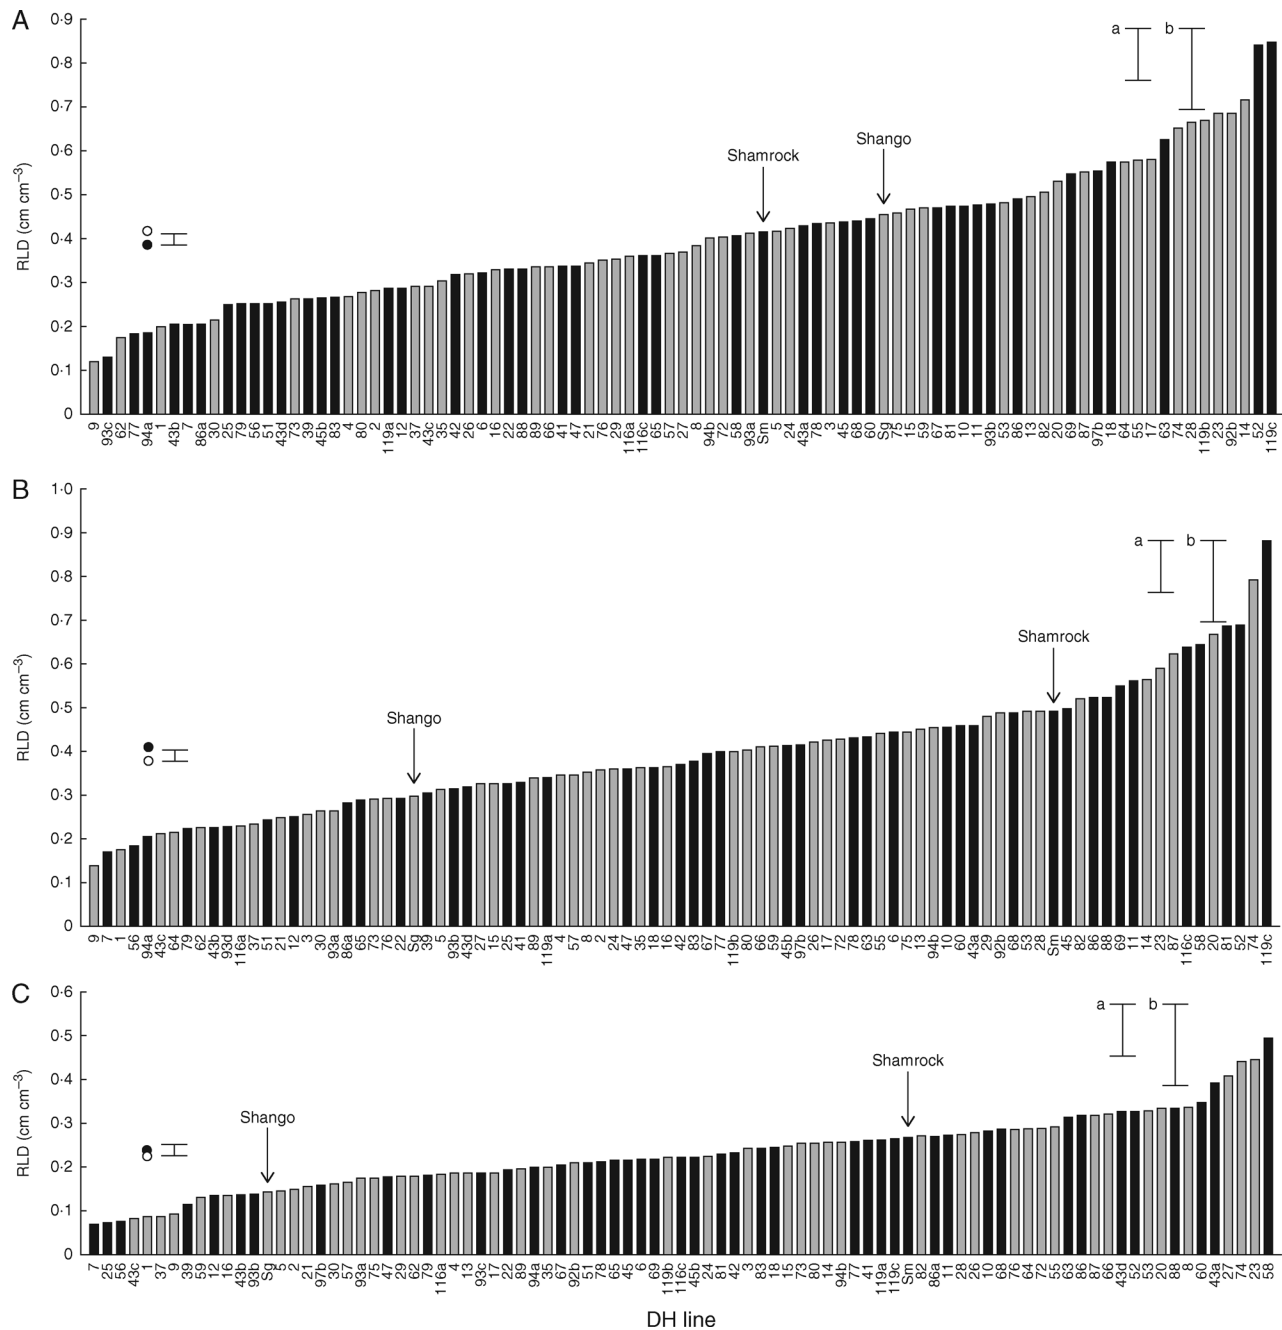 A
0·9
0·8
0·7
0·6
0·5
0·4
0·3
0·2
0·1
0
RLD (cm cm−3)
a b
Shamrock
Shango
9 93c 62 77 94a 1 43b 7 86a 30 25 79 56 51 43d 73 39 45b 83 4 80 2 119a 12 37 43c 35 42 26 6 16 22 88 89 66 41 47 21 76 29 116a 116c 65 57 27 8 94b 72 58 93a Sm 5 24 43a 78 3 45 68 60 Sg 75 15 59 67 81 10 11 93b 53 86 13 82 20 69 87 97b 18 64 55 17 63 74 28 119b 23 92b 14 52 119c
B
1·0
0·9
0·8
0·7
0·6
0·5
0·4
0·3
0·2
0·1
0
RLD (cm cm−3)
a b
Shamrock
Shango
9 7 1 56 94a 43c 64 79 62 43b 93d 116a 37 51 21 12 3 30 93a 86a 65 73 76 22 Sg 39 5 93b 43d 27 15 25 41 89 119a 4 57 8 2 24 47 35 18 16 42 83 67 77 119b 80 66 59 45b 97b 26 17 72 78 63 55 6 75 13 94b 10 60 43a 29 92b 68 53 28 Sm 45 82 86 88 69 11 14 23 87 116c 58 20 81 52 74 119c
C
0·6
0·5
0·4
0·3
0·2
0·1
0
RLD (cm cm−3)
a b
Shamrock
Shango
7 25 56 43c 1 37 9 39 59 12 16 43b 93b Sg 5 2 21 97b 30 57 93a 75 47 29 62 79 116a 4 13 93c 17 22 89 94a 35 67 92b 51 78 65 45 6 69 119b 116c 45b 24 81 42 3 83 18 15 73 80 14 94b 77 41 119a 119c Sm 82 86a 11 28 26 10 68 76 64 72 55 63 86 87 66 43d 52 53 20 88 8 60 43a 27 74 23 58
DH line